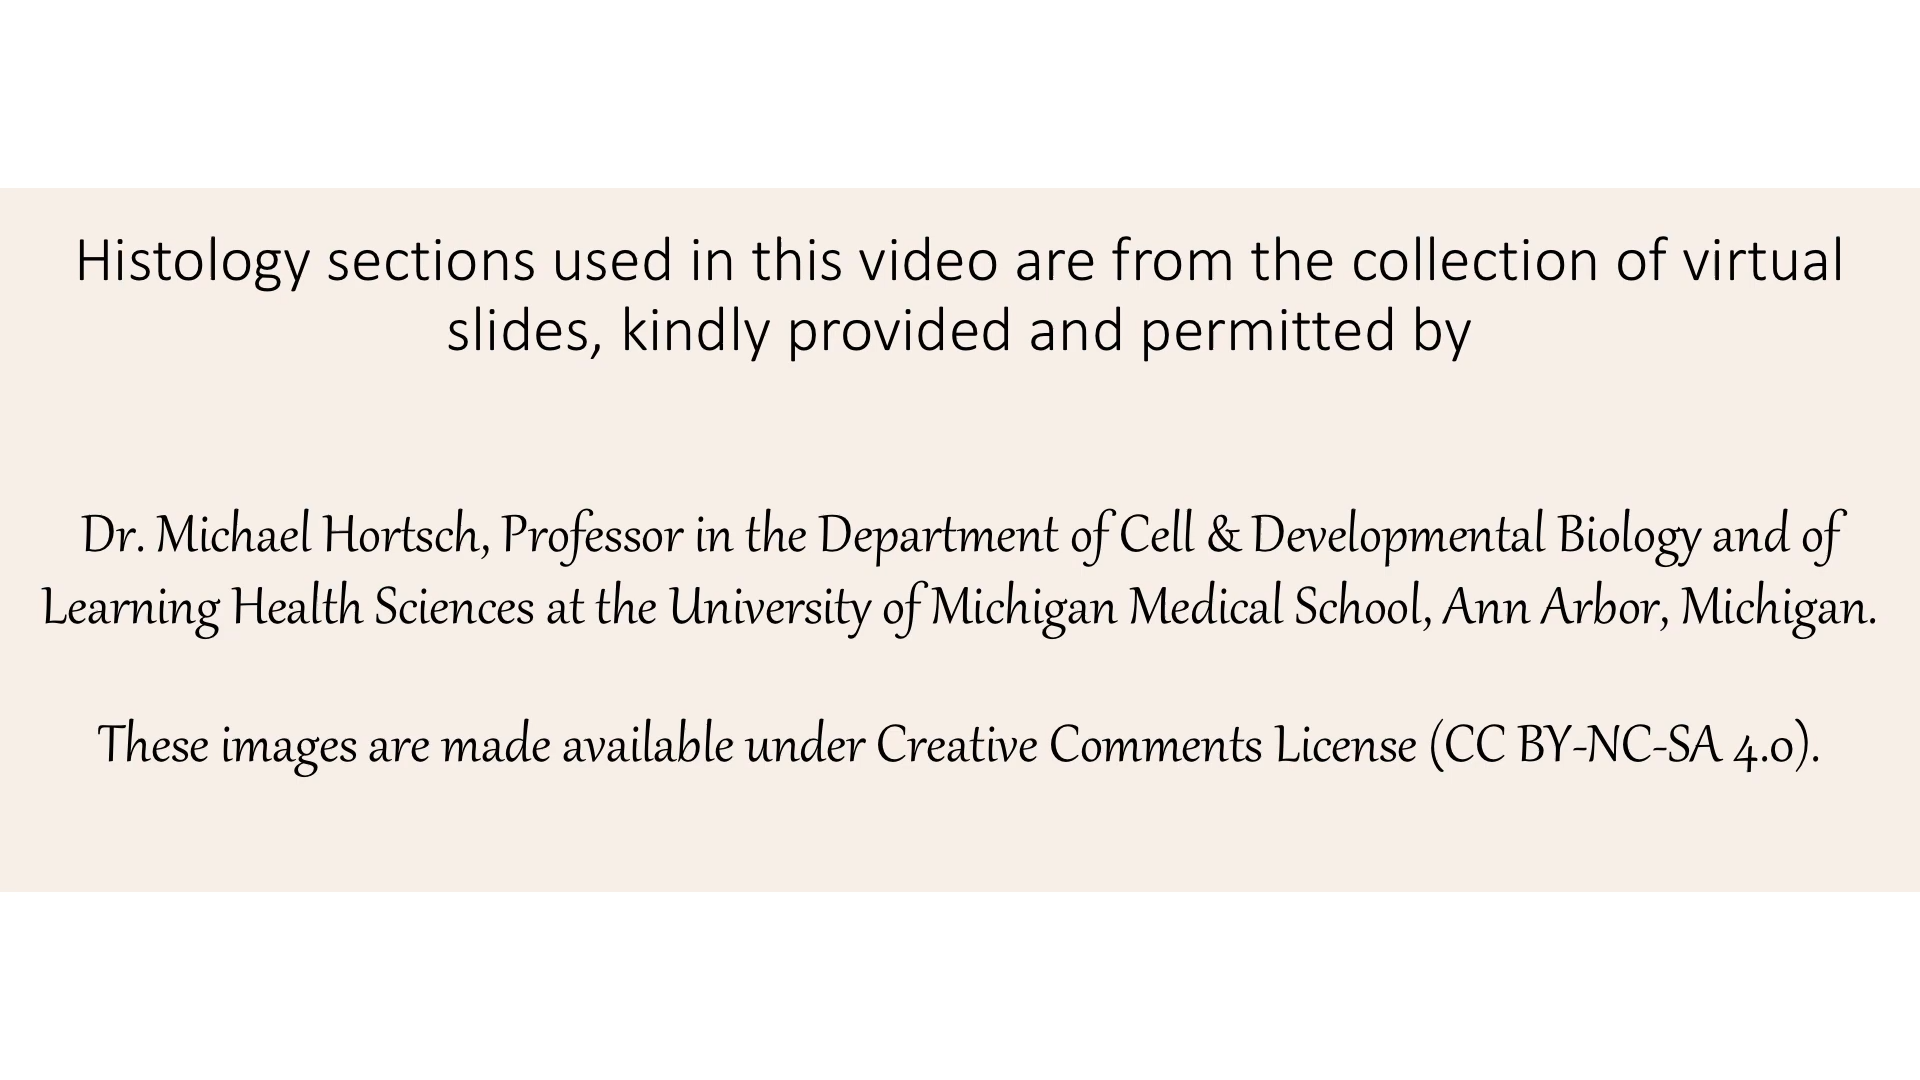 Histology sections used in this video are from the collection of virtual
slides, kindly provided and permitted by
Dr. Michael Hortsch, Professor in the Department of Cell & Developmental Biology and of
Learning Health Sciences at the University of Michigan Medical School, Ann Arbor, Michigan.
These images are made available under Creative Comments License (CC BY-NC-SA 4.0).